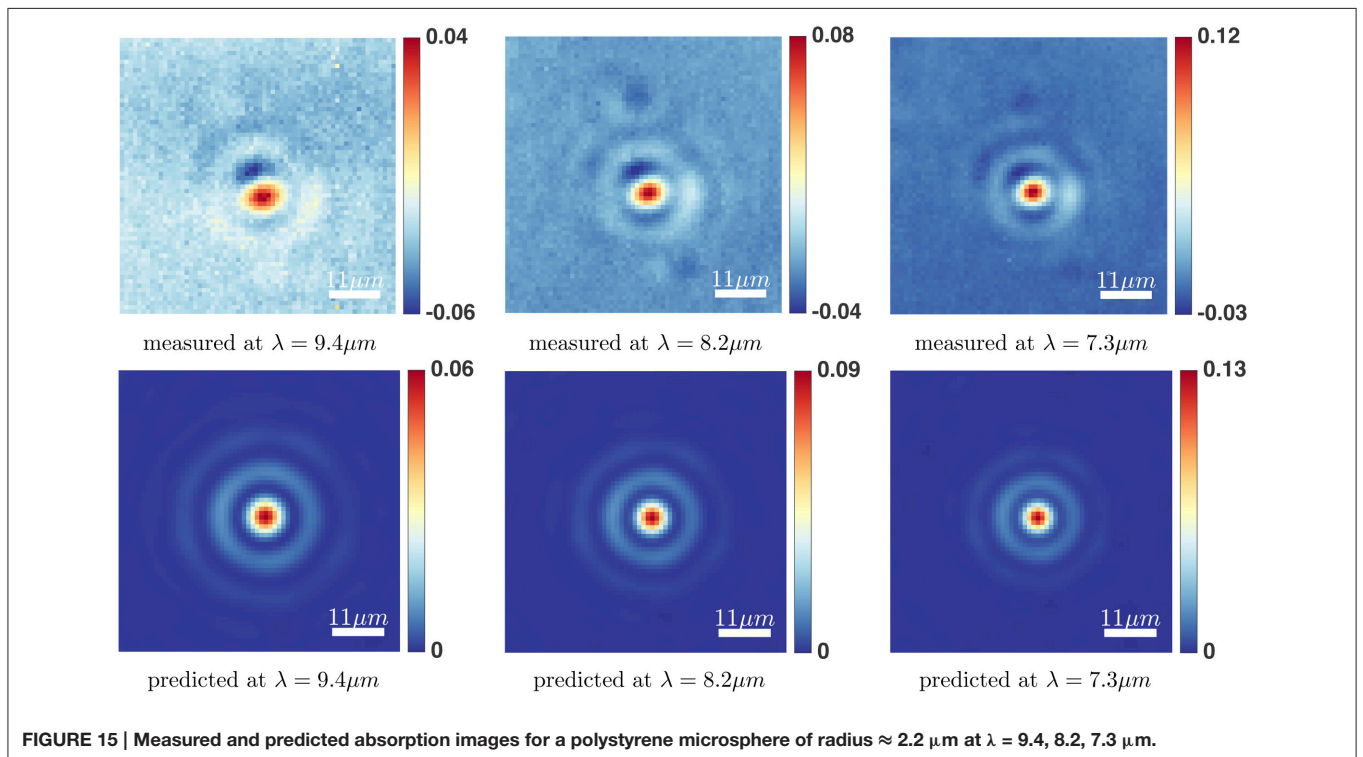 0.04
-0.06
11μm
measured at λ = 9.4μm
0.08
-0.04
11μm
measured at λ = 8.2μm
0.12
-0.03
11μm
measured at λ = 7.3μm
0.06
0
11μm
predicted at λ = 9.4μm
0.09
0
11μm
predicted at λ = 8.2μm
0.13
0
11μm
predicted at λ = 7.3μm
FIGURE 15 | Measured and predicted absorption images for a polystyrene microsphere of radius ≈ 2.2 μm at λ = 9.4, 8.2, 7.3 μm.